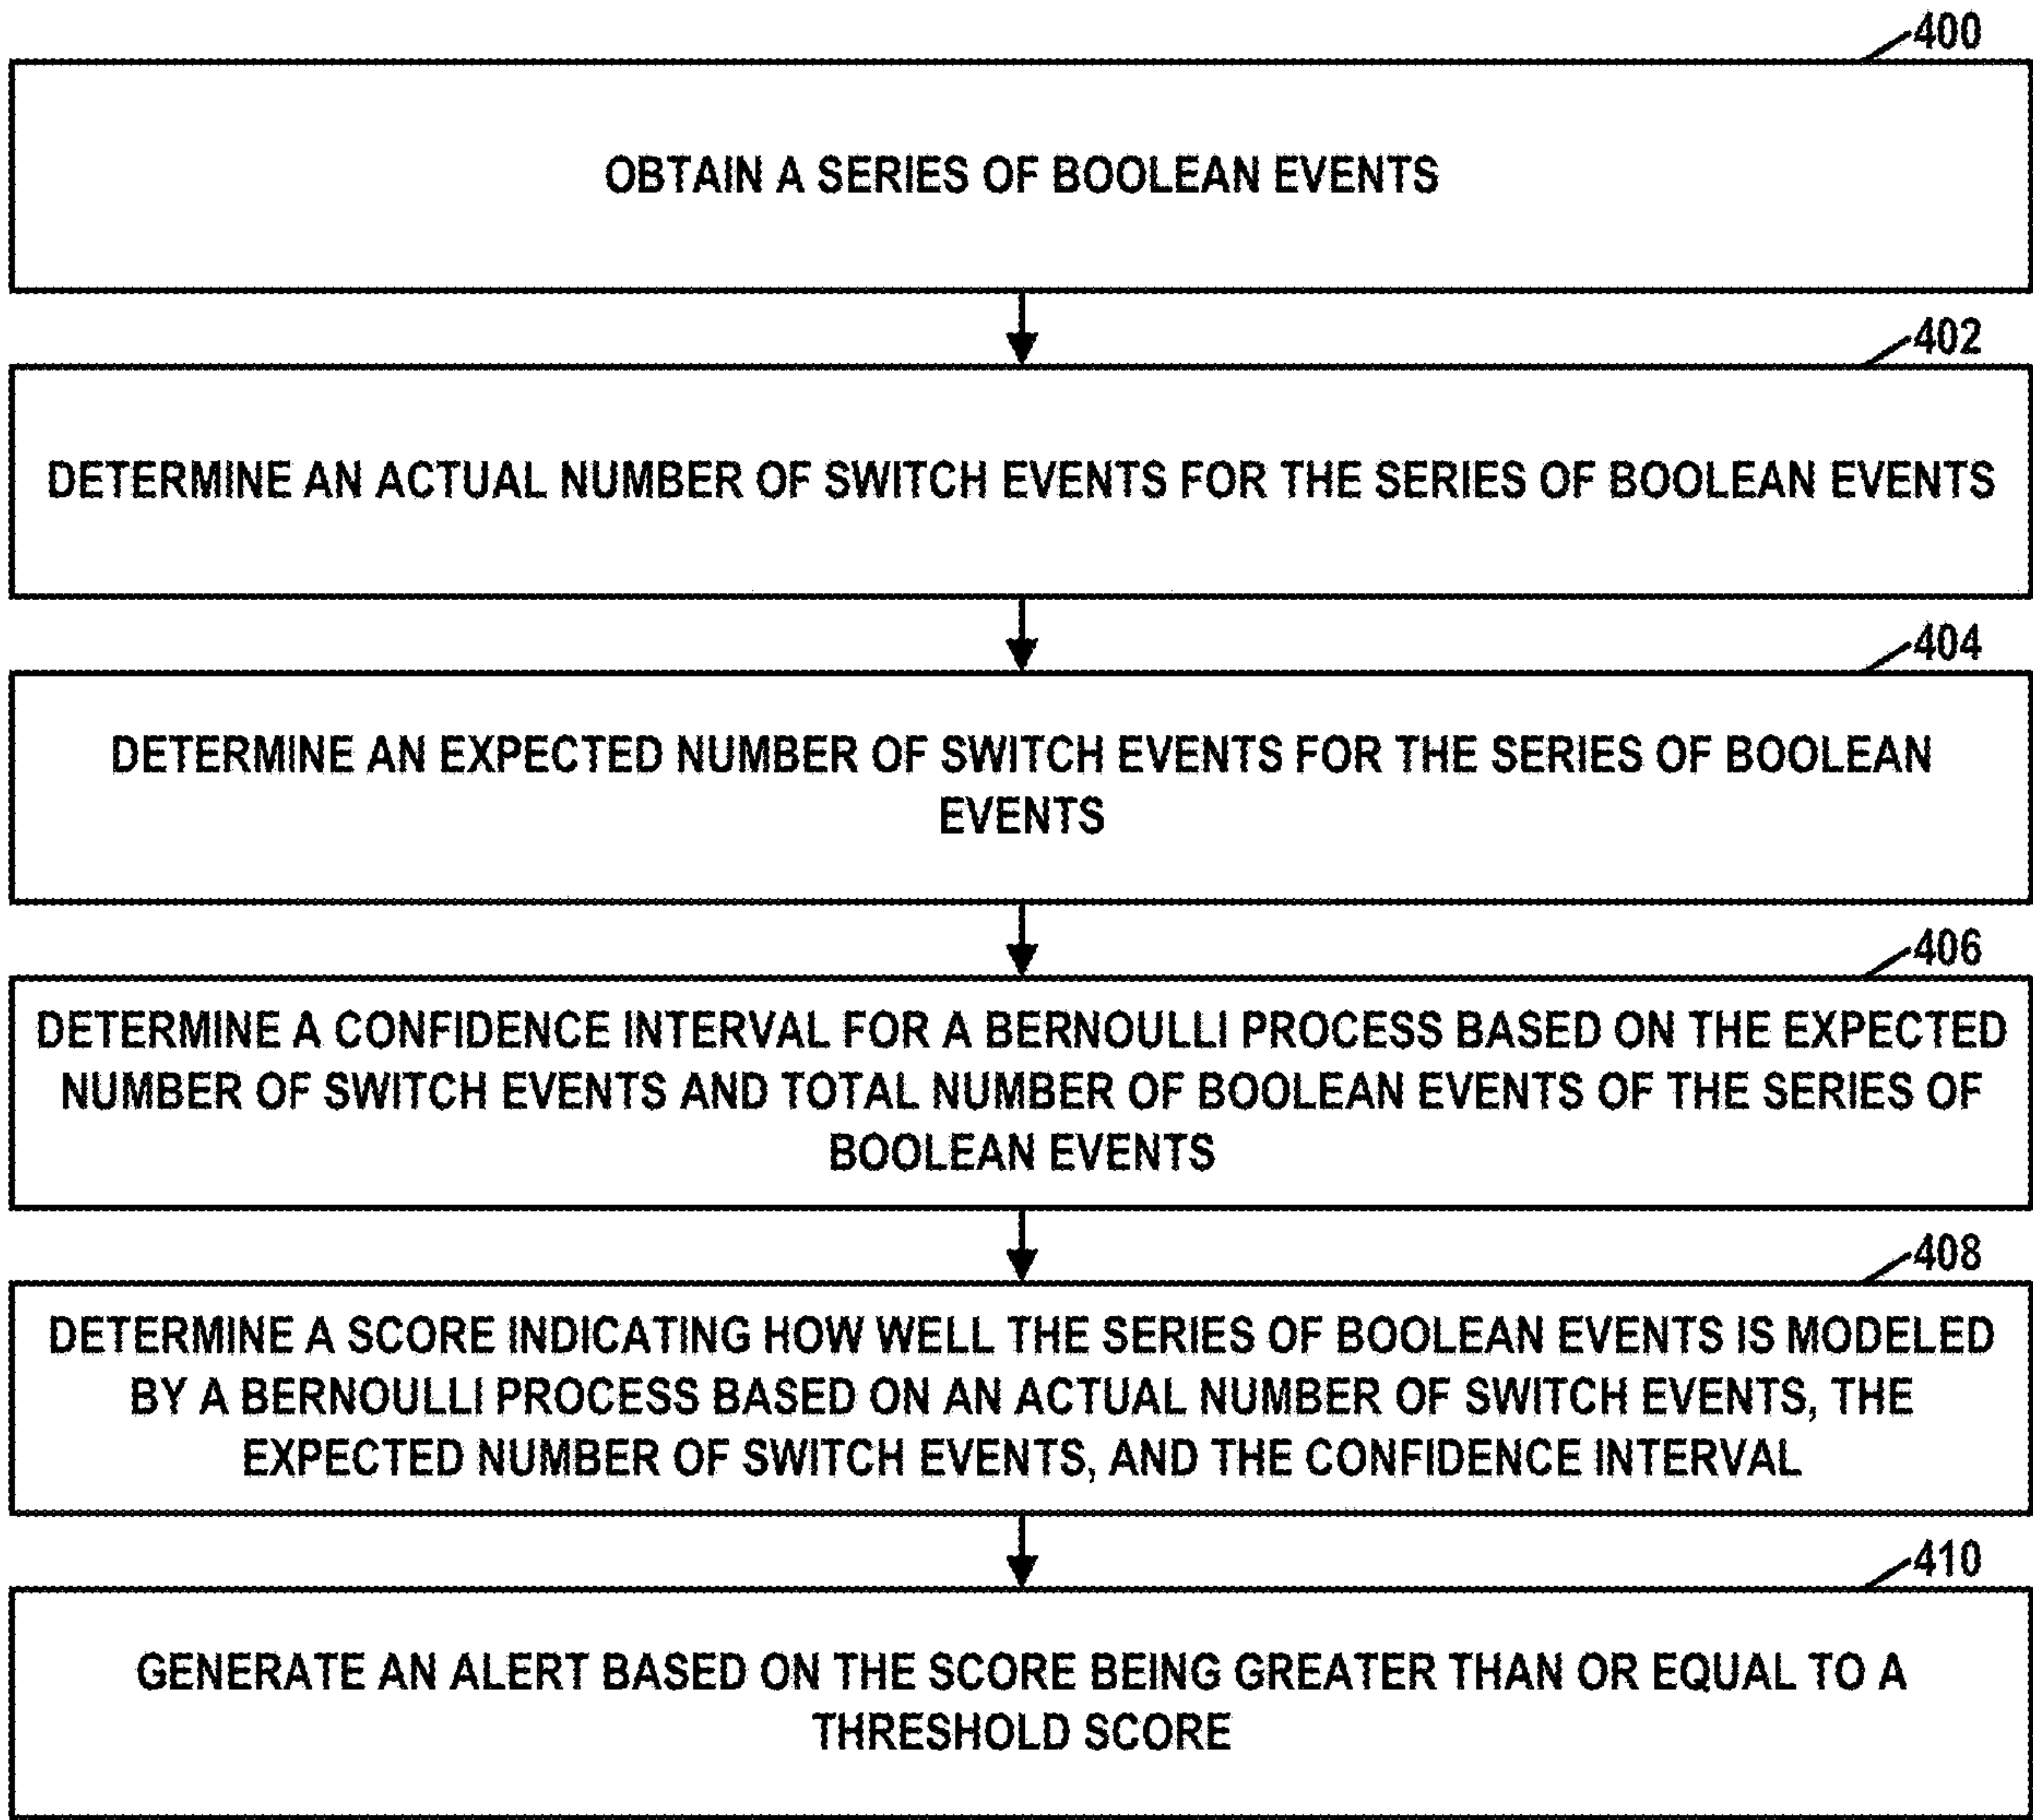 400
OBTAIN A SERIES OF BOOLEAN EVENTS
402
DETERMINE AN ACTUAL NUMBER OF SWITCH EVENTS FOR THE SERIES OF BOOLEAN EVENTS
404
DETERMINE AN EXPECTED NUMBER OF SWITCH EVENTS FOR THE SERIES OF BOOLEAN
EVENTS
406
DETERMINE A CONFIDENCE INTERVAL FOR A BERNOULLI PROCESS BASED ON THE EXPECTED
NUMBER OF SWITCH EVENTS AND TOTAL NUMBER OF BOOLEAN EVENTS OF THE SERIES OF
BOOLEAN EVENTS
408
DETERMINE A SCORE INDICATING HOW WELL THE SERIES OF BOOLEAN EVENTS IS MODELED
BY A BERNOULLI PROCESS BASED ON AN ACTUAL NUMBER OF SWITCH EVENTS, THE
EXPECTED NUMBER OF SWITCH EVENTS, AND THE CONFIDENCE INTERVAL
410
GENERATE AN ALERT BASED ON THE SCORE BEING GREATER THAN OR EQUAL TO A
THRESHOLD SCORE